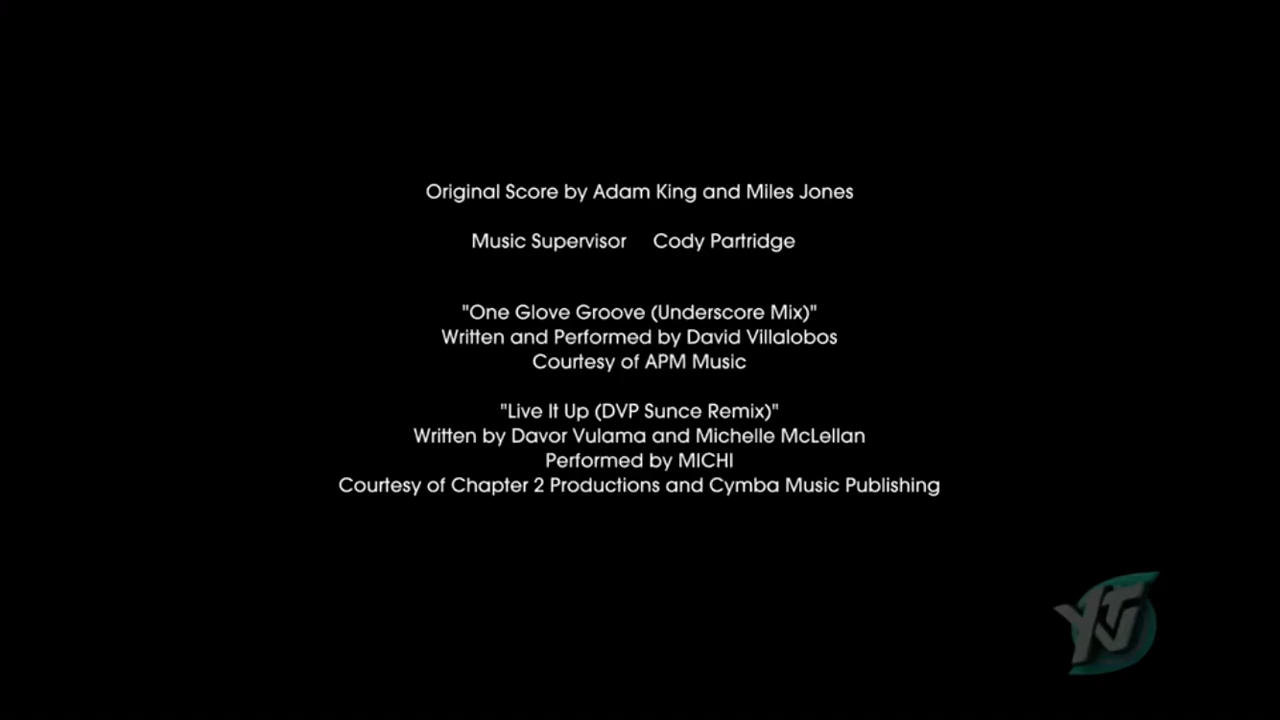 Original Score by Adam King and Miles Jones
Music Supervisor Cody Partridge
"One Glove Groove (Underscore Mix)"
Written and Performed by David Villalobos
Courtesy of APM Music
"Live It Up (DVP Sunce Remix)"
Written by Davor Vulama and Michelle McLellan
Performed by MICHI
Courtesy of Chapter 2 Productions and Cymba Music Publishing
YTV